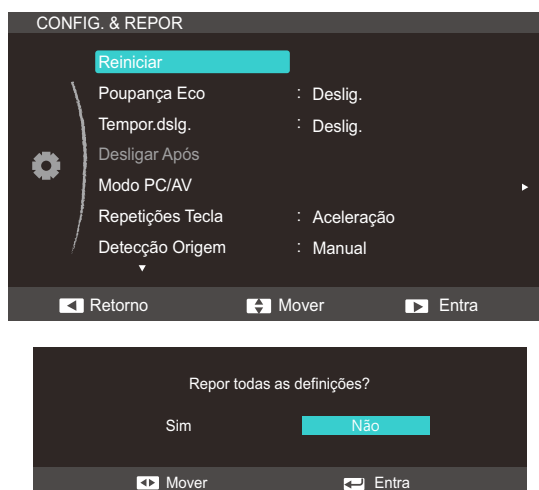 CONFIG. & REPOR
Reiniciar
Poupança Eco : Deslig.
Tempor.dslg. : Deslig.
Desligar Após
Modo PC/AV
Repetições Tecla : Aceleração
Detecção Origem : Manual
Retorno Mover Entra
Repor todas as definições?
Sim Não
Mover Entra